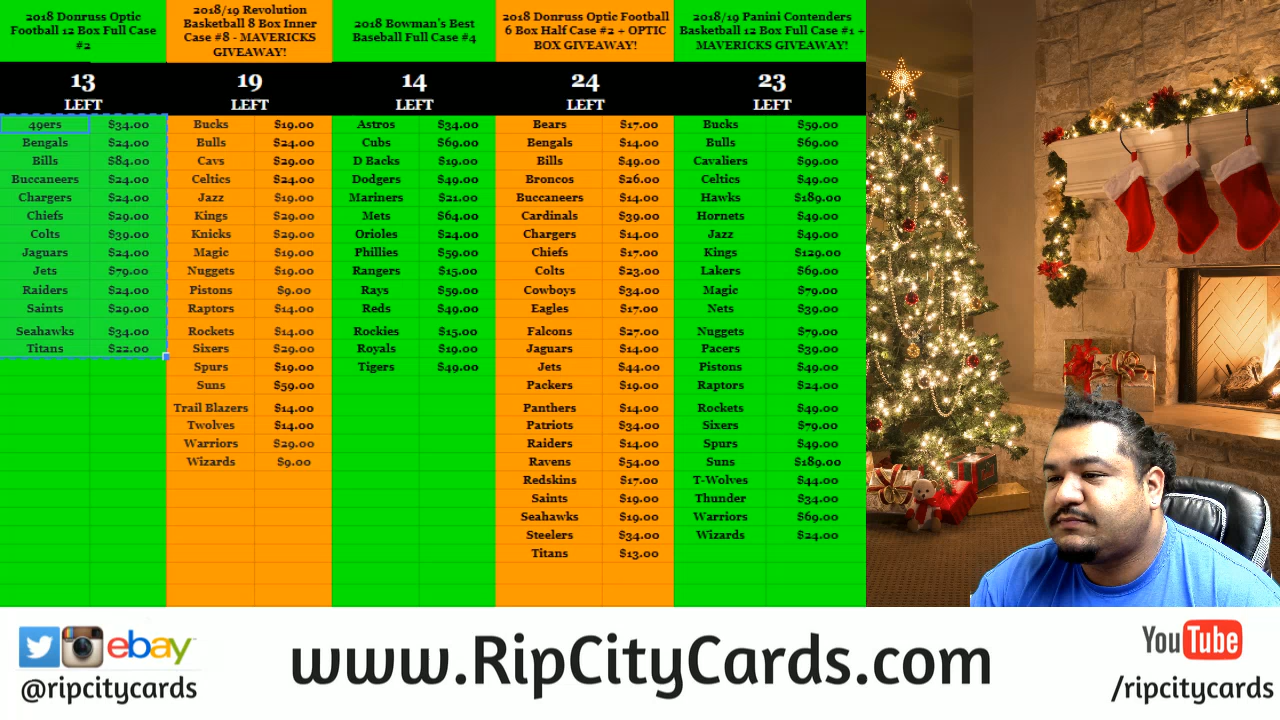 2018 Donruss Optic
Football 12 Box Full Case
#2
13
LEFT
49ers $34.00
Bengals $24.00
Bills $84.00
Buccaneers $24.00
Chargers $24.00
Chiefs $29.00
Colts $39.00
Jaguars $24.00
Jets $79.00
Raiders $24.00
Saints $29.00
Seahawks $34.00
Titans $22.00
2018/19 Revolution
Basketball 8 Box Inner
Case #8 - MAVERICKS
GIVEAWAY!
19
LEFT
Bucks $19.00
Bulls $24.00
Cavs $29.00
Celtics $24.00
Jazz $19.00
Kings $29.00
Knicks $29.00
Magic $19.00
Nuggets $19.00
Pistons $9.00
Raptors $14.00
Rockets $14.00
Sixers $29.00
Spurs $19.00
Suns $59.00
Trail Blazers $14.00
Twolves $14.00
Warriors $29.00
Wizards $9.00
2018 Bowman's Best
Baseball Full Case #4
14
LEFT
Astros $34.00
Cubs $69.00
D Backs $19.00
Dodgers $49.00
Mariners $21.00
Mets $64.00
Orioles $24.00
Phillies $59.00
Rangers $15.00
Rays $59.00
Reds $49.00
Rockies $15.00
Royals $19.00
Tigers $49.00
2018 Donruss Optic Football
6 Box Half Case #2 + OPTIC
BOX GIVEAWAY!
24
LEFT
Bears $17.00
Bengals $14.00
Bills $49.00
Broncos $26.00
Buccaneers $14.00
Cardinals $39.00
Chargers $14.00
Chiefs $17.00
Colts $23.00
Cowboys $34.00
Eagles $17.00
Falcons $27.00
Jaguars $14.00
Jets $44.00
Packers $19.00
Panthers $14.00
Patriots $34.00
Raiders $14.00
Ravens $54.00
Redskins $17.00
Saints $19.00
Seahawks $19.00
Steelers $34.00
Titans $13.00
2018/19 Panini Contenders
Basketball 12 Box Full Case #1 +
MAVERICKS GIVEAWAY!
23
LEFT
Bucks $59.00
Bulls $69.00
Cavaliers $99.00
Celtics $49.00
Hawks $189.00
Hornets $49.00
Jazz $49.00
Kings $129.00
Lakers $69.00
Magic $79.00
Nets $39.00
Nuggets $79.00
Pacers $39.00
Pistons $49.00
Raptors $24.00
Rockets $49.00
Sixers $79.00
Spurs $49.00
Suns $189.00
T-Wolves $44.00
Thunder $34.00
Warriors $69.00
Wizards $24.00
ebay
@ripcitycards
www.RipCityCards.com
YouTube
/ripcitycards